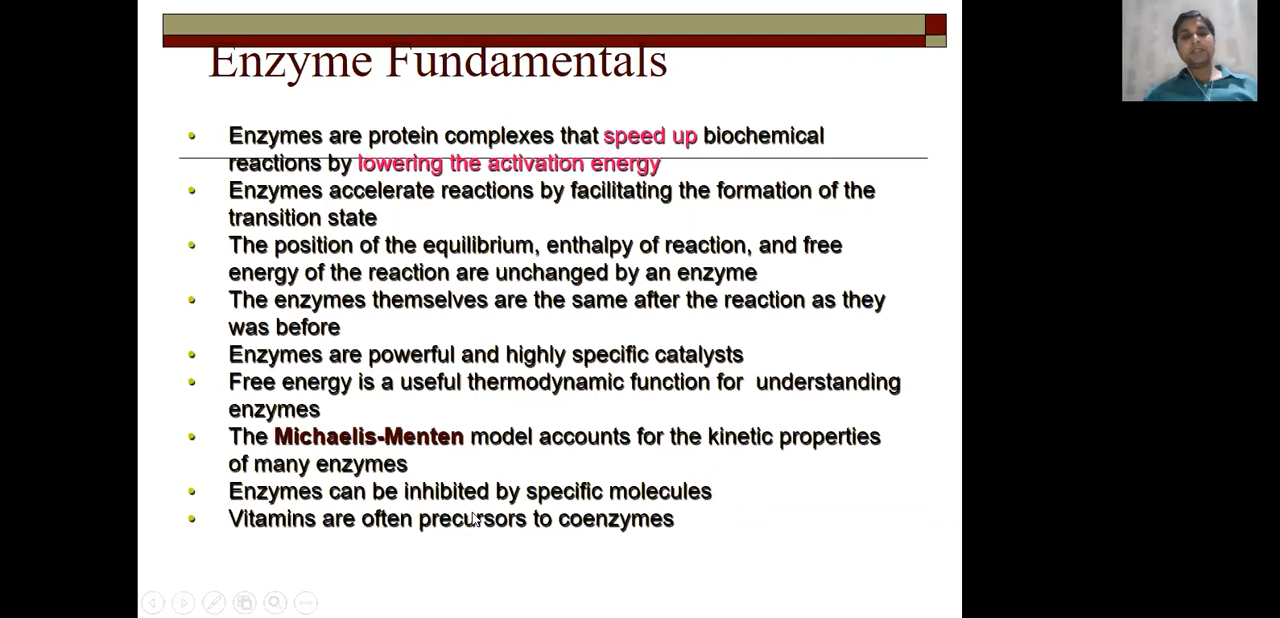 Enzyme Fundamentals
• Enzymes are protein complexes that speed up biochemical
reactions by lowering the activation energy
• Enzymes accelerate reactions by facilitating the formation of the
transition state
• The position of the equilibrium, enthalpy of reaction, and free
energy of the reaction are unchanged by an enzyme
• The enzymes themselves are the same after the reaction as they
was before
• Enzymes are powerful and highly specific catalysts
• Free energy is a useful thermodynamic function for understanding
enzymes
• The Michaelis-Menten model accounts for the kinetic properties
of many enzymes
• Enzymes can be inhibited by specific molecules
• Vitamins are often precursors to coenzymes